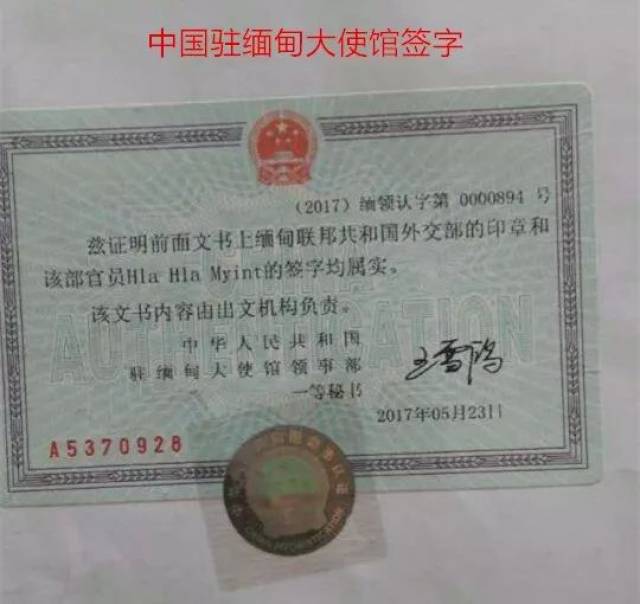 中国驻缅甸大使馆签字
(2017) 缅领认字第 0000894 号
兹证明前面文书上缅甸联邦共和国外交部的印章和
该部官员Hla Hla Myint的签字均属实。
该文书内容由出文机构负责。
AUTHENTICATION
中华人民共和国
驻缅甸大使馆领事部
一等秘书
2017年05月23日
A5370928